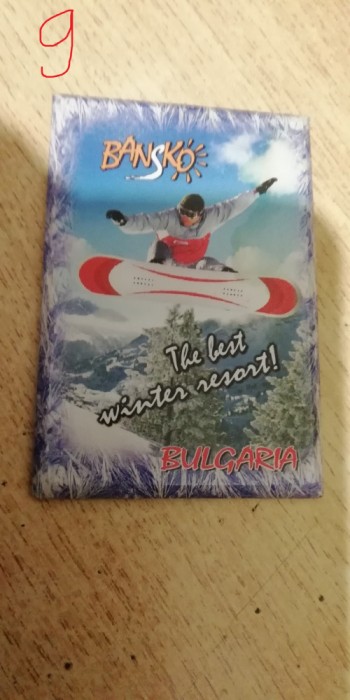 9
BANSKO
The best
winter resort!
BULGARIA